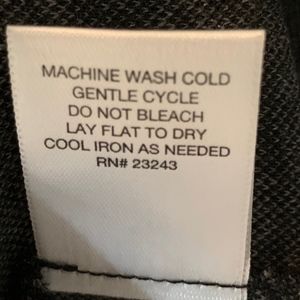 MACHINE WASH COLD
GENTLE CYCLE
DO NOT BLEACH
LAY FLAT TO DRY
COOL IRON AS NEEDED
RN# 23243